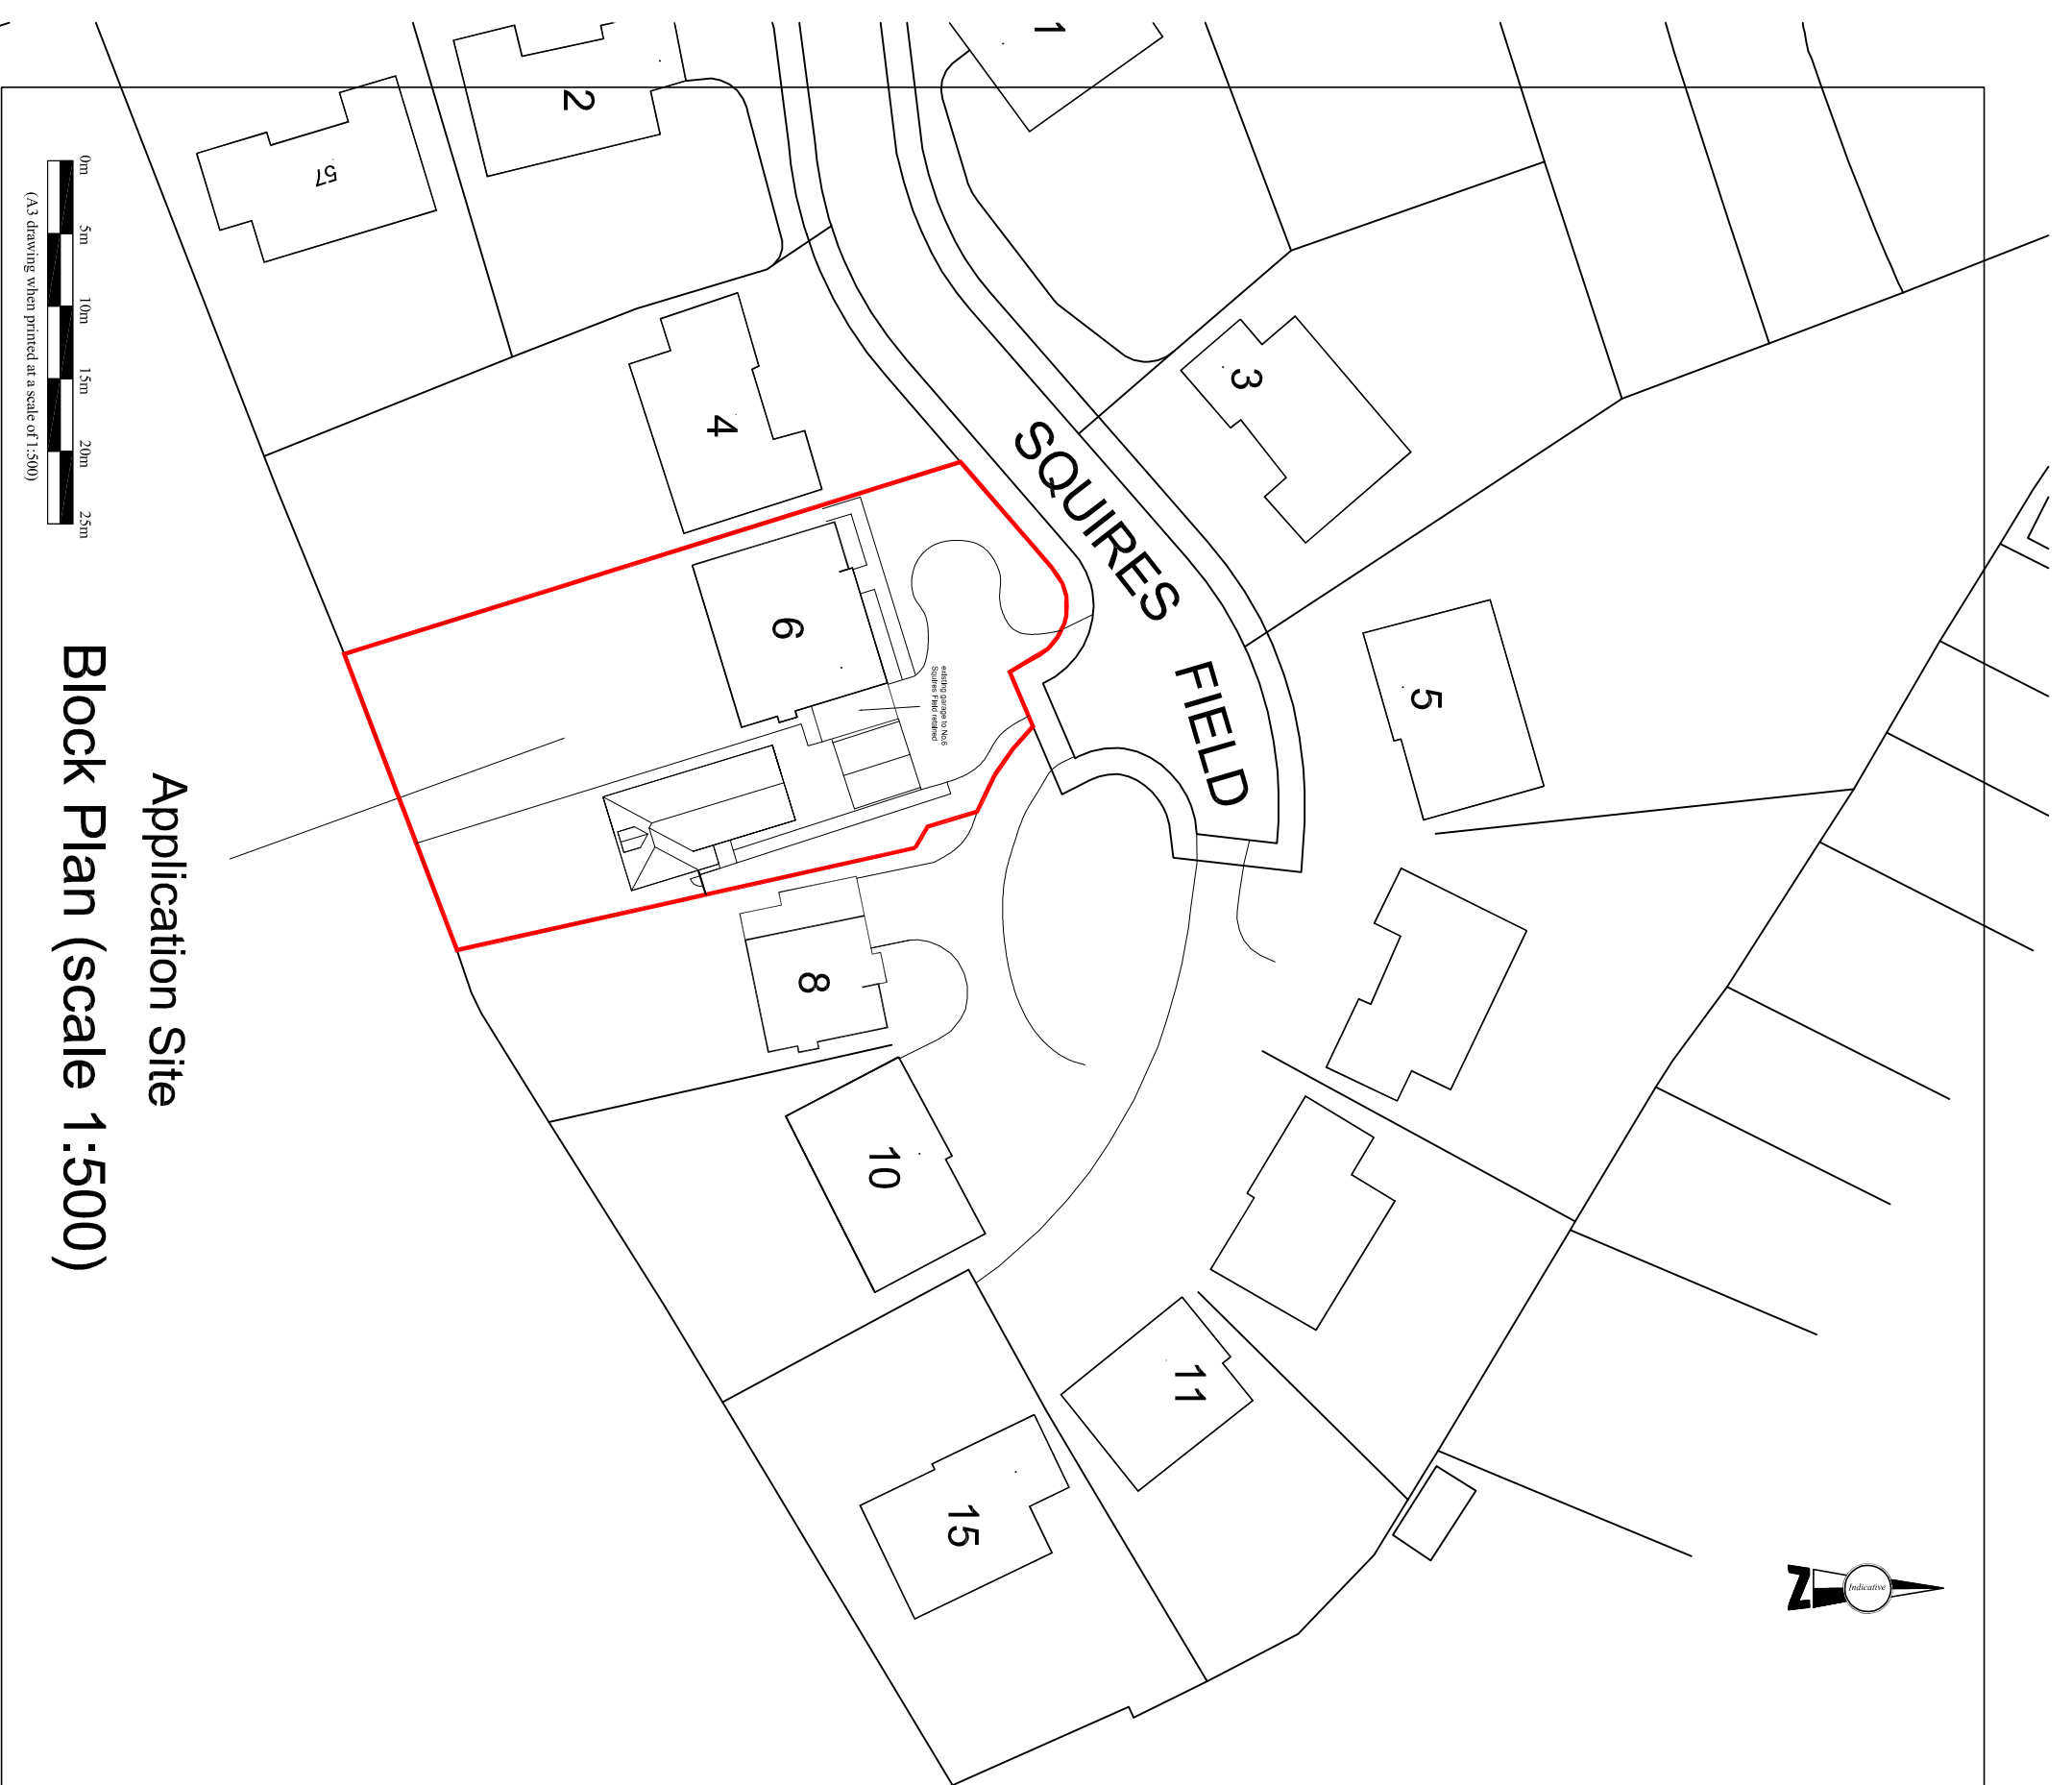 1
2
57
3
4
SQUIRES
FIELD
5
6
existing garage to No.6
Squires Field retained
8
10
11
15
Indicative
N
0m 5m 10m 15m 20m 25m
(A3 drawing when printed at a scale of 1:500)
Application Site
Block Plan (scale 1:500)